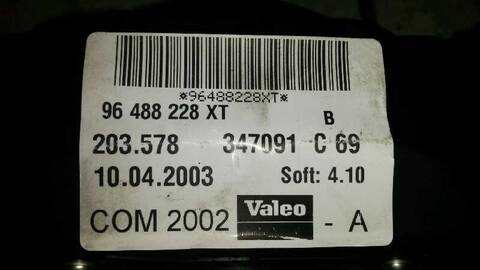 *96488228XT*
96 488 228 XT B
203.578 347091 C 69
10.04.2003 Soft: 4.10
COM 2002 Valeo - A